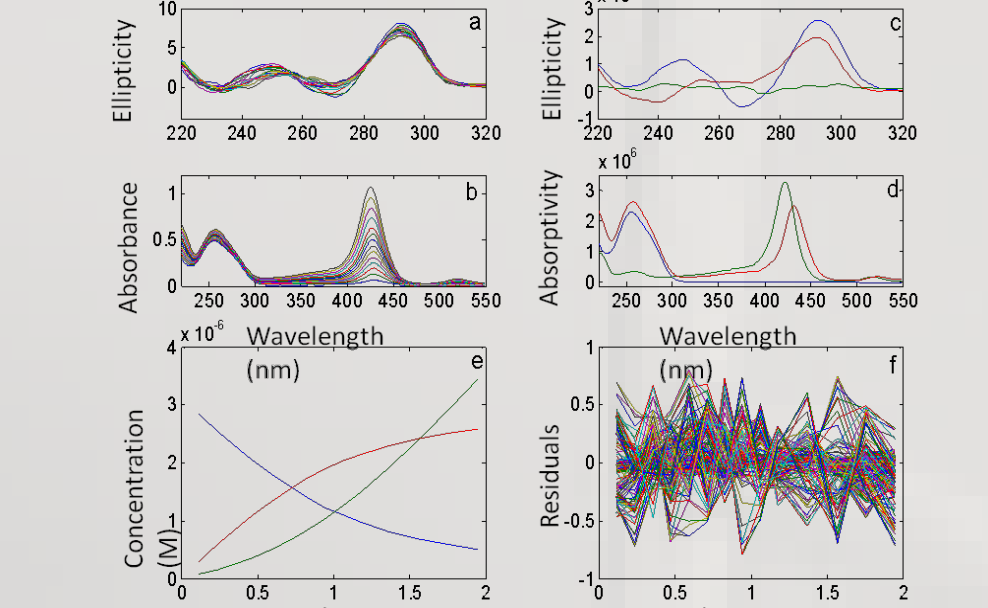 10
5
0
Ellipticity
a
220 240 260 280 300 320
3
2
1
0
-1
Ellipticity
c
220 240 260 280 300 320
1
0.5
0
Absorbance
b
250 300 350 400 450 500 550
x 10^6
3
2
1
0
Absorptivity
d
250 300 350 400 450 500 550
Wavelength
(nm)
Wavelength
(nm)
x 10^-6
4
3
2
1
0
Concentration
(M)
e
0 0.5 1 1.5 2
1
0.5
0
-0.5
-1
Residuals
f
0 0.5 1 1.5 2